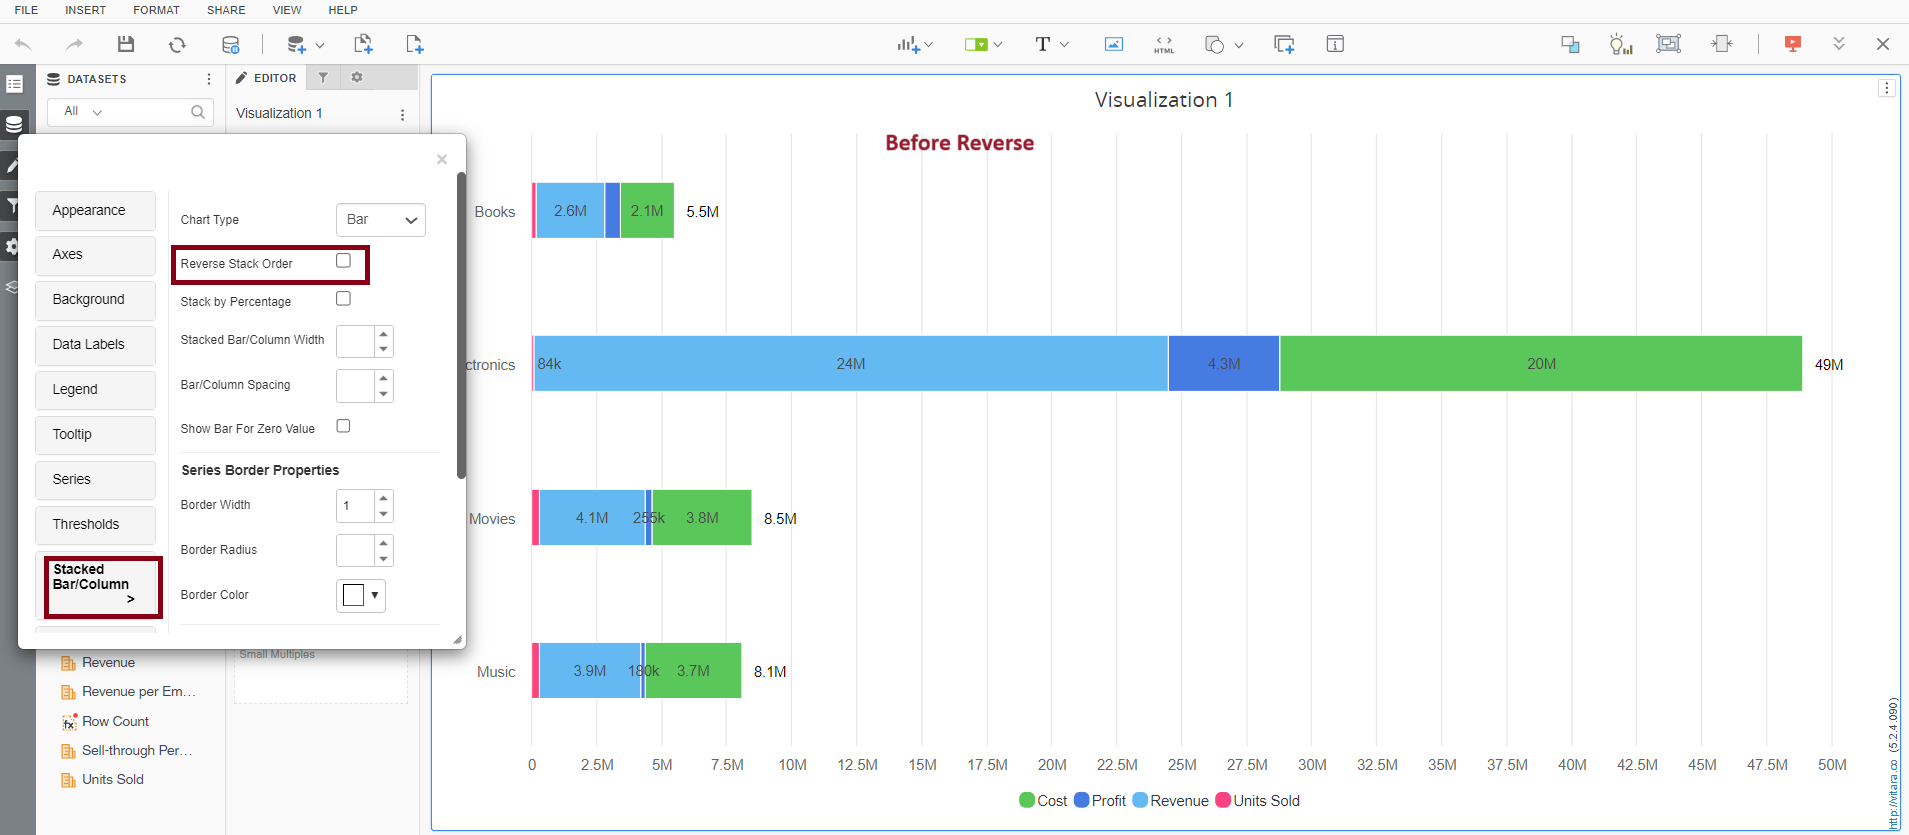 FILE INSERT FORMAT SHARE VIEW HELP
T
HTML
DATASETS
All
EDITOR
Visualization 1
Visualization 1
Before Reverse
Appearance
Axes
Background
Data Labels
Legend
Tooltip
Series
Thresholds
Stacked
Bar/Column
>
Chart Type Bar
Reverse Stack Order
Stack by Percentage
Stacked Bar/Column Width
Bar/Column Spacing
Show Bar For Zero Value
Series Border Properties
Border Width 1
Border Radius
Border Color
Small Multiples
Revenue
Revenue per Em...
fx Row Count
Sell-through Per...
Units Sold
Books 2.6M 2.1M 5.5M
ctronics 84k 24M 4.3M 20M 49M
Movies 4.1M 255k 3.8M 8.5M
Music 3.9M 180k 3.7M 8.1M
0 2.5M 5M 7.5M 10M 12.5M 15M 17.5M 20M 22.5M 25M 27.5M 30M 32.5M 35M 37.5M 40M 42.5M 45M 47.5M 50M
Cost Profit Revenue Units Sold
http://vitara.co (5.2.4.090)